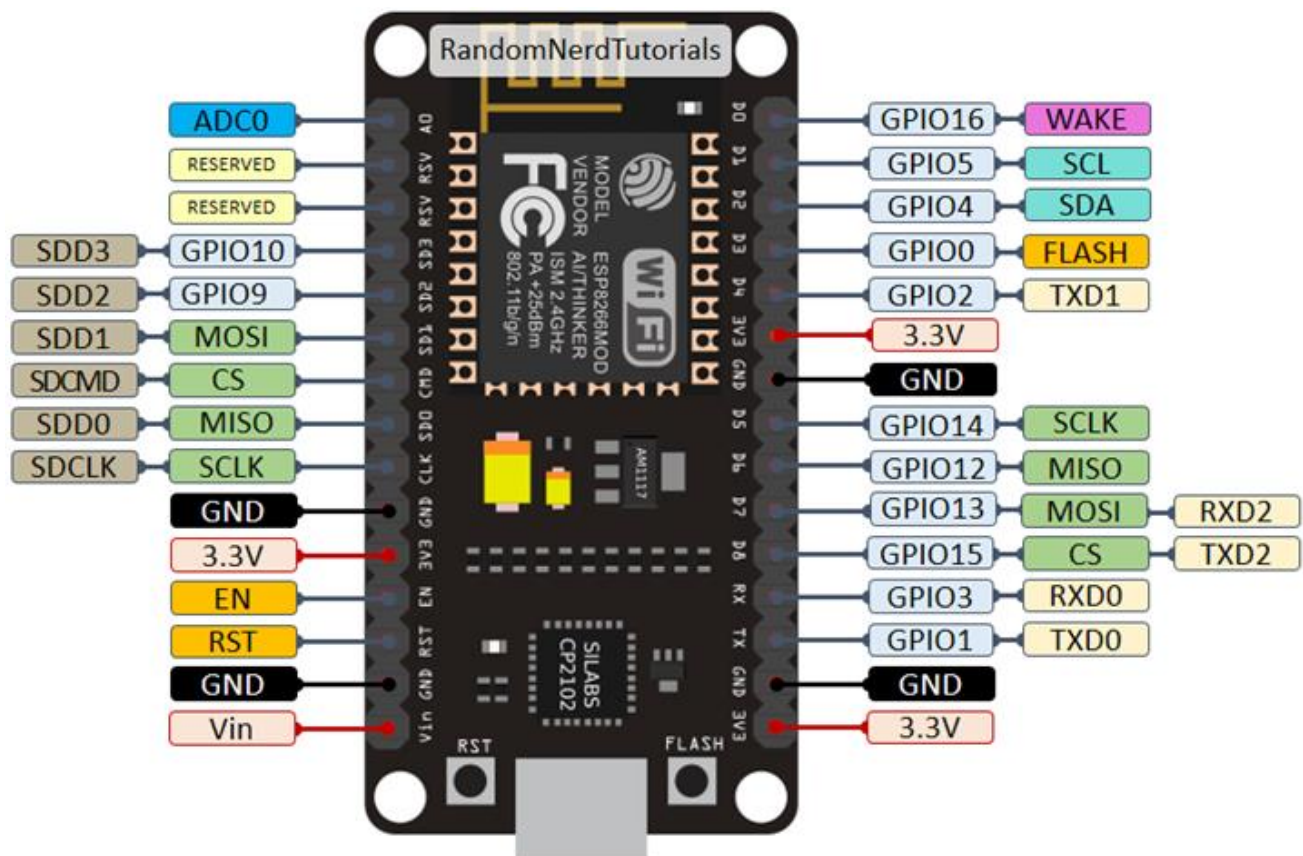 RandomNerdTutorials
ADC0
RESERVED
RESERVED
SDD3 GPIO10
SDD2 GPIO9
SDD1 MOSI
SDCMD CS
SDD0 MISO
SDCLK SCLK
GND
3.3V
EN
RST
GND
Vin
A0
RSV
RSV
SD3
SD2
SD1
CMD
SD0
CLK
GND
3V3
EN
RST
GND
Vin
MODEL
VENDOR
FC
ESP8266MOD
AI/THINKER
ISM 2.4GHz
PA +25dBm
802.11b/g/n
WiFi
AM1117
SILABS
CP2102
RST
FLASH
D0
D1
D2
D3
D4
3V3
GND
D5
D6
D7
D8
RX
TX
GND
3V3
GPIO16 WAKE
GPIO5 SCL
GPIO4 SDA
GPIO0 FLASH
GPIO2 TXD1
3.3V
GND
GPIO14 SCLK
GPIO12 MISO
GPIO13 MOSI RXD2
GPIO15 CS TXD2
GPIO3 RXD0
GPIO1 TXD0
GND
3.3V